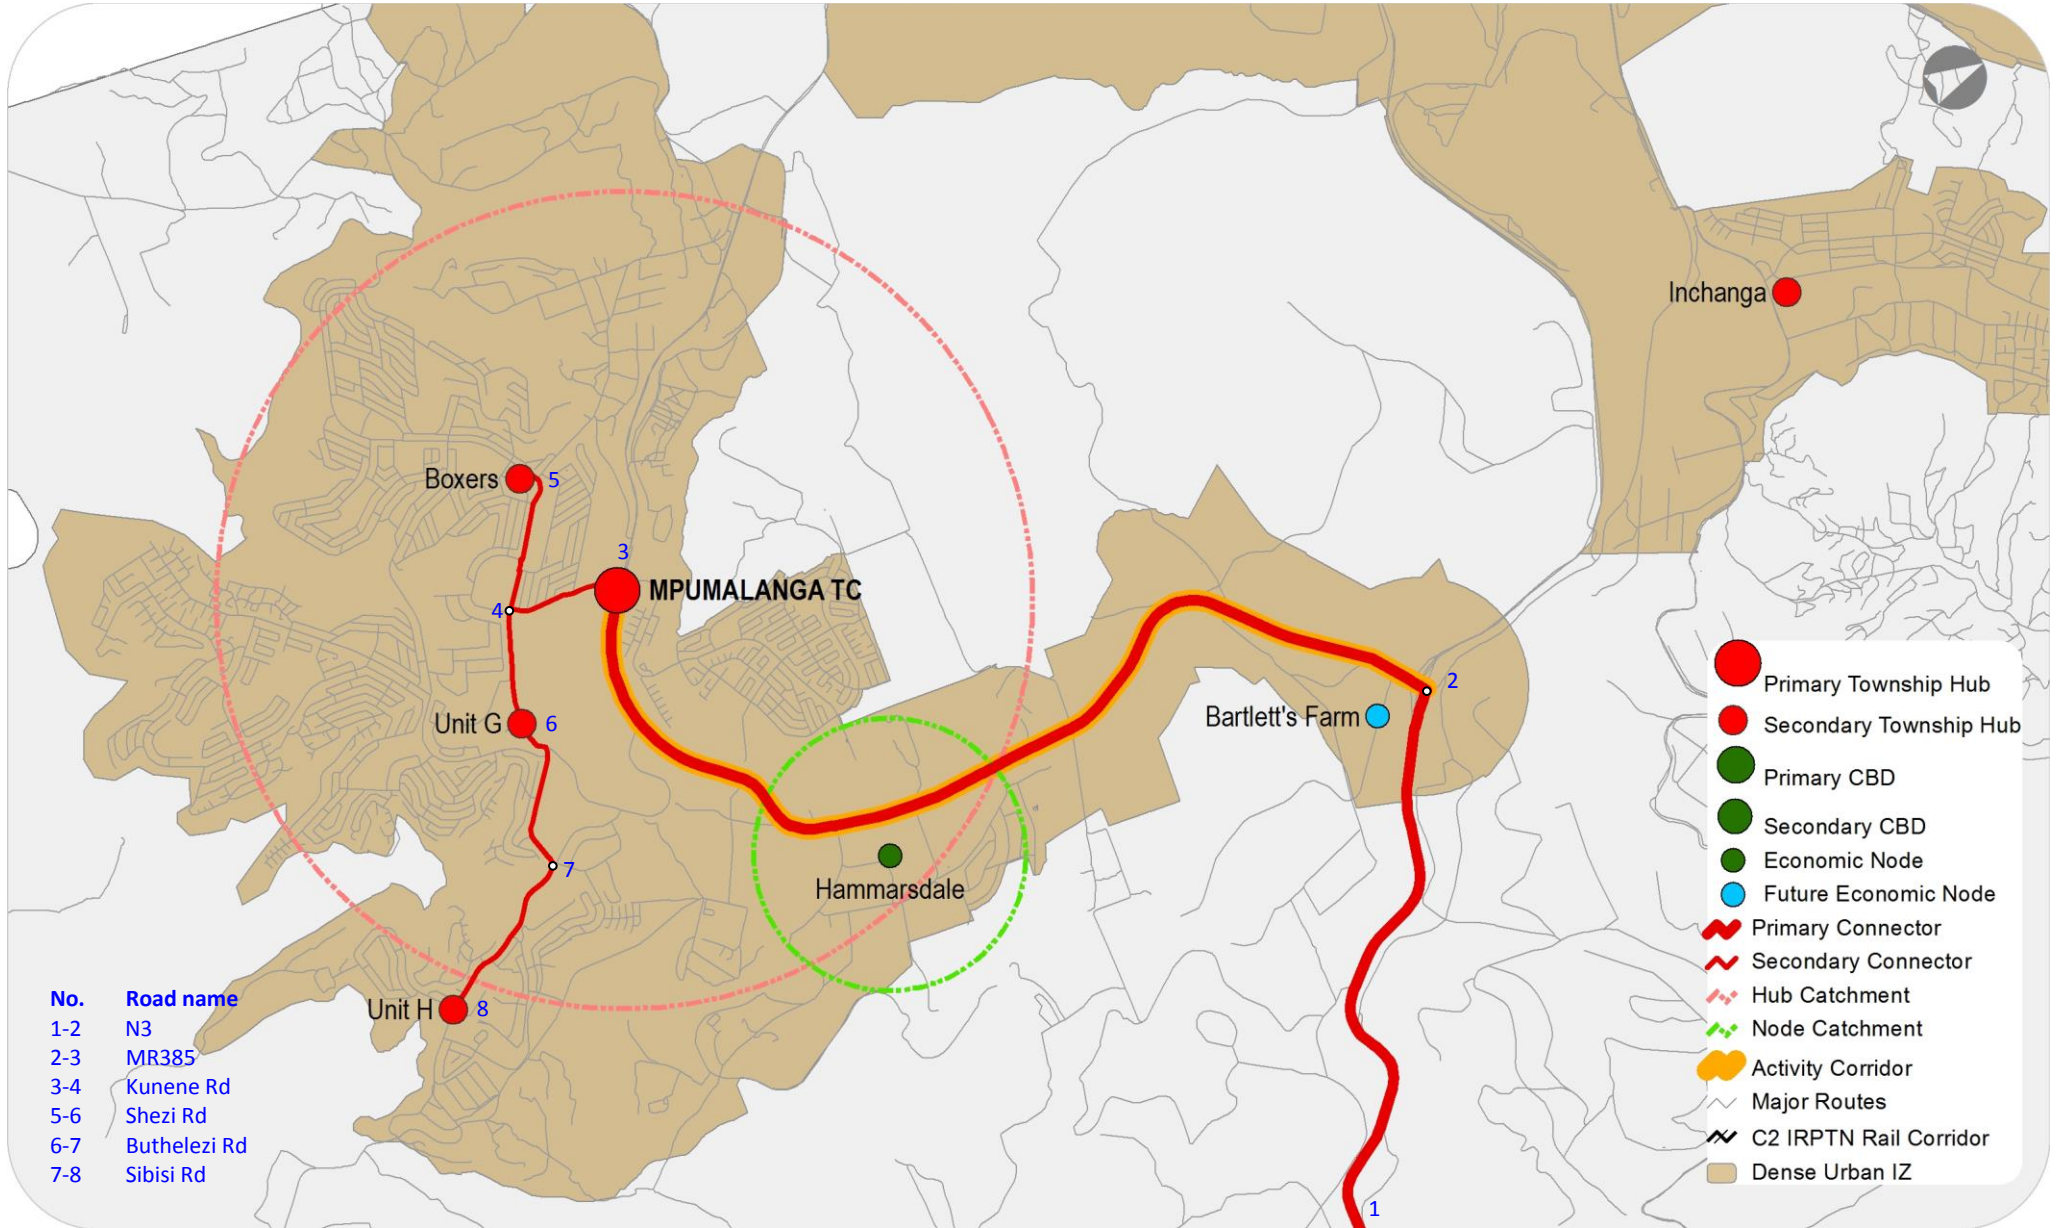 Inchanga
Boxers
5
3
MPUMALANGA TC
4
2
Bartlett's Farm
Unit G
6
7
Hammarsdale
Unit H
8
1
No. Road name
1-2 N3
2-3 MR385
3-4 Kunene Rd
5-6 Shezi Rd
6-7 Buthelezi Rd
7-8 Sibisi Rd
Primary Township Hub
Secondary Township Hub
Primary CBD
Secondary CBD
Economic Node
Future Economic Node
Primary Connector
Secondary Connector
Hub Catchment
Node Catchment
Activity Corridor
Major Routes
C2 IRPTN Rail Corridor
Dense Urban IZ